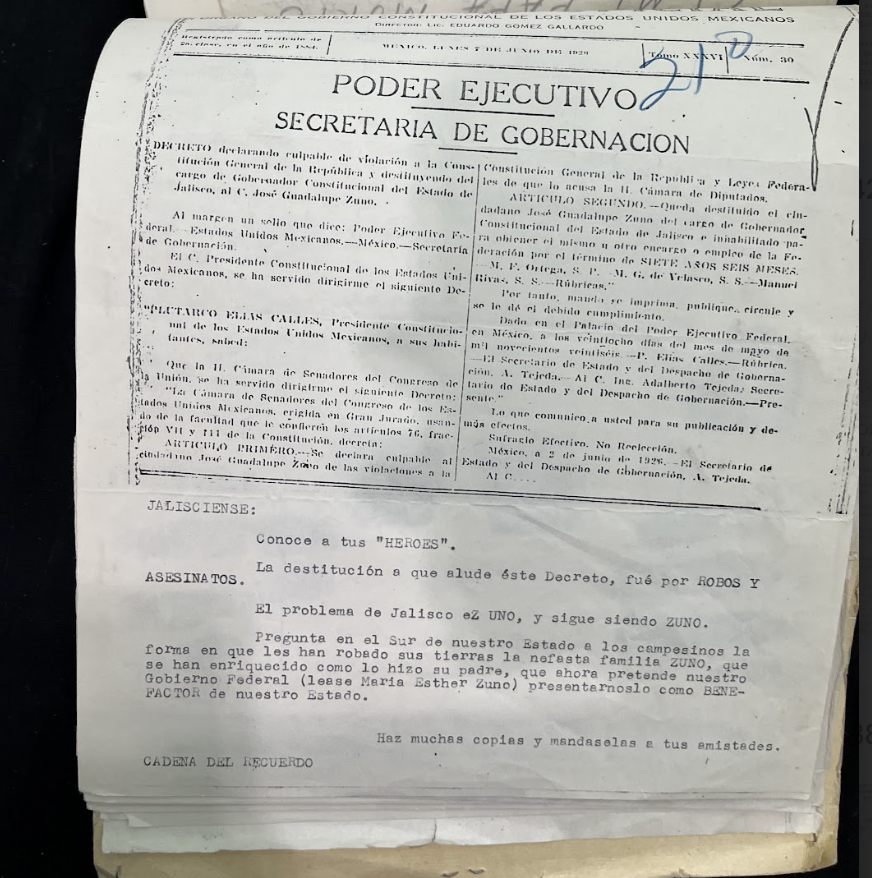 ORGANO DEL GOBIERNO CONSTITUCIONAL DE LOS ESTADOS UNIDOS MEXICANOS
Director: Lic. EDUARDO GOMEZ GALLARDO
Registrado como artículo de
2a. clase, en el año de 1884.
MEXICO, LUNES 7 DE JUNIO DE 1926
Tomo XXXVI
Núm. 30
210
PODER EJECUTIVO
SECRETARIA DE GOBERNACION
DECRETO declarando culpable de violación a la Cons-
titución General de la República y destituyendo del
cargo de Gobernador Constitucional del Estado de
Jalisco, al C. José Guadalupe Zuno.
Al margen un sello que dice: Poder Ejecutivo Fe-
deral.—Estados Unidos Mexicanos.—México.—Secretaría
de Gobernación.
El C. Presidente Constitucional de los Estados Uni-
dos Mexicanos, se ha servido dirigirme el siguiente De-
creto:
"PLUTARCO ELIAS CALLES, Presidente Constitucio-
nal de los Estados Unidos Mexicanos, a sus habi-
tantes, sabed:
Que la H. Cámara de Senadores del Congreso de
la Unión, se ha servido dirigirme el siguiente Decreto:
"La Cámara de Senadores del Congreso de los Es-
tados Unidos Mexicanos, erigida en Gran Jurado, usan-
do de la facultad que le confieren los artículos 76, frac-
ción VII y 111 de la Constitución, decreta:
ARTICULO PRIMERO.—Se declara culpable al
ciudadano José Guadalupe Zuno de las violaciones a la
Constitución General de la República y Leyes Federa-
les de que lo acusa la H. Cámara de Diputados.
ARTICULO SEGUNDO.—Queda destituido el ciu-
dadano José Guadalupe Zuno del cargo de Gobernador
Constitucional del Estado de Jalisco e inhabilitado pa-
ra obtener el mismo u otro encargo o empleo de la Fe-
deración por el término de SIETE AÑOS SEIS MESES.
—M. F. Ortega, S. P.—M. G. de Velasco, S. S.—Manuel
Rivas, S. S.—Rúbricas."
Por tanto, mando se imprima, publique, circule y
se le dé el debido cumplimiento.
Dado en el Palacio del Poder Ejecutivo Federal,
en México, a los veintiocho días del mes de mayo de
mil novecientos veintiséis.—P. Elías Calles.—Rúbrica.
—El Secretario de Estado y del Despacho de Goberna-
ción, A. Tejeda.—Al C. Ing. Adalberto Tejeda, Secre-
tario de Estado y del Despacho de Gobernación.—Pre-
sente."
Lo que comunico a usted para su publicación y de-
más efectos.
Sufragio Efectivo. No Reelección.
México, a 2 de junio de 1926.—El Secretario de
Estado y del Despacho de Gobernación, A. Tejeda.
Al C....
JALISCIENSE:
Conoce a tus "HEROES".
La destitución a que alude éste Decreto, fué por ROBOS Y
ASESINATOS.
El problema de Jalisco eZ UNO, y sigue siendo ZUNO.
Pregunta en el Sur de nuestro Estado a los campesinos la
forma en que les han robado sus tierras la nefasta familia ZUNO, que
se han enriquecido como lo hizo su padre, que ahora pretende nuestro
Gobierno Federal (lease Maria Esther Zuno) presentarnoslo como BENE-
FACTOR de nuestro Estado.
Haz muchas copias y mandaselas a tus amistades.
CADENA DEL RECUERDO